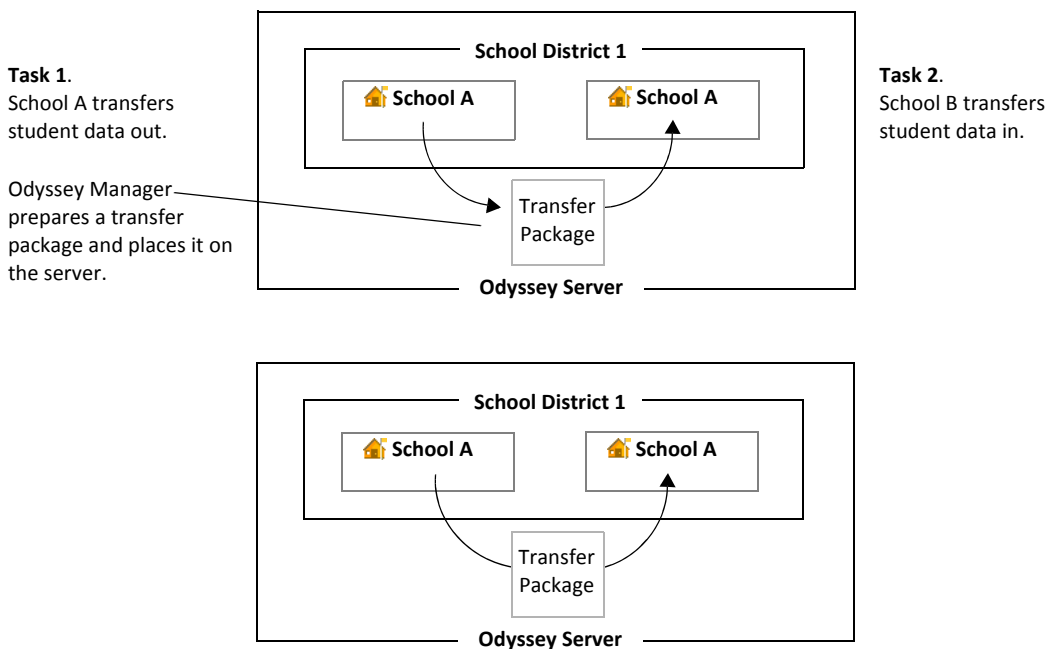 School District 1
Task 1.
School A transfers
student data out.
School A
School A
Task 2.
School B transfers
student data in.
Odyssey Manager
prepares a transfer
package and places it on
the server.
Transfer
Package
Odyssey Server
School District 1
School A
School A
Transfer
Package
Odyssey Server